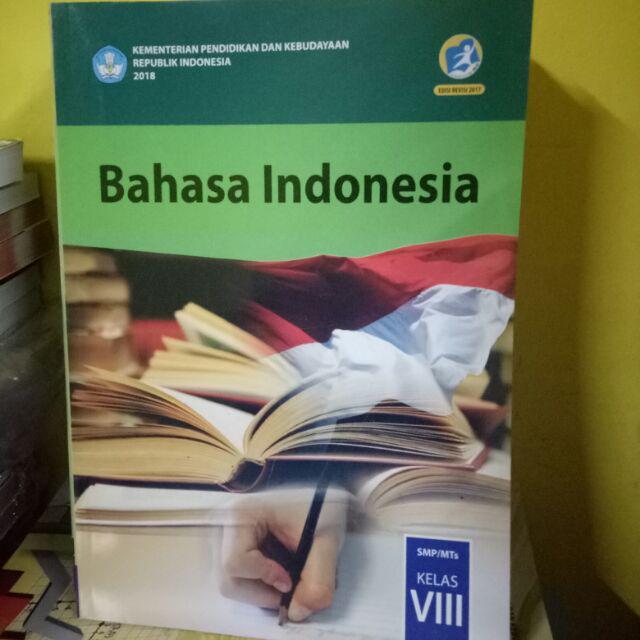 KEMENTERIAN PENDIDIKAN DAN KEBUDAYAAN
REPUBLIK INDONESIA
2018
EDISI REVISI 2017
Bahasa Indonesia
SMP/MTs
KELAS
VIII